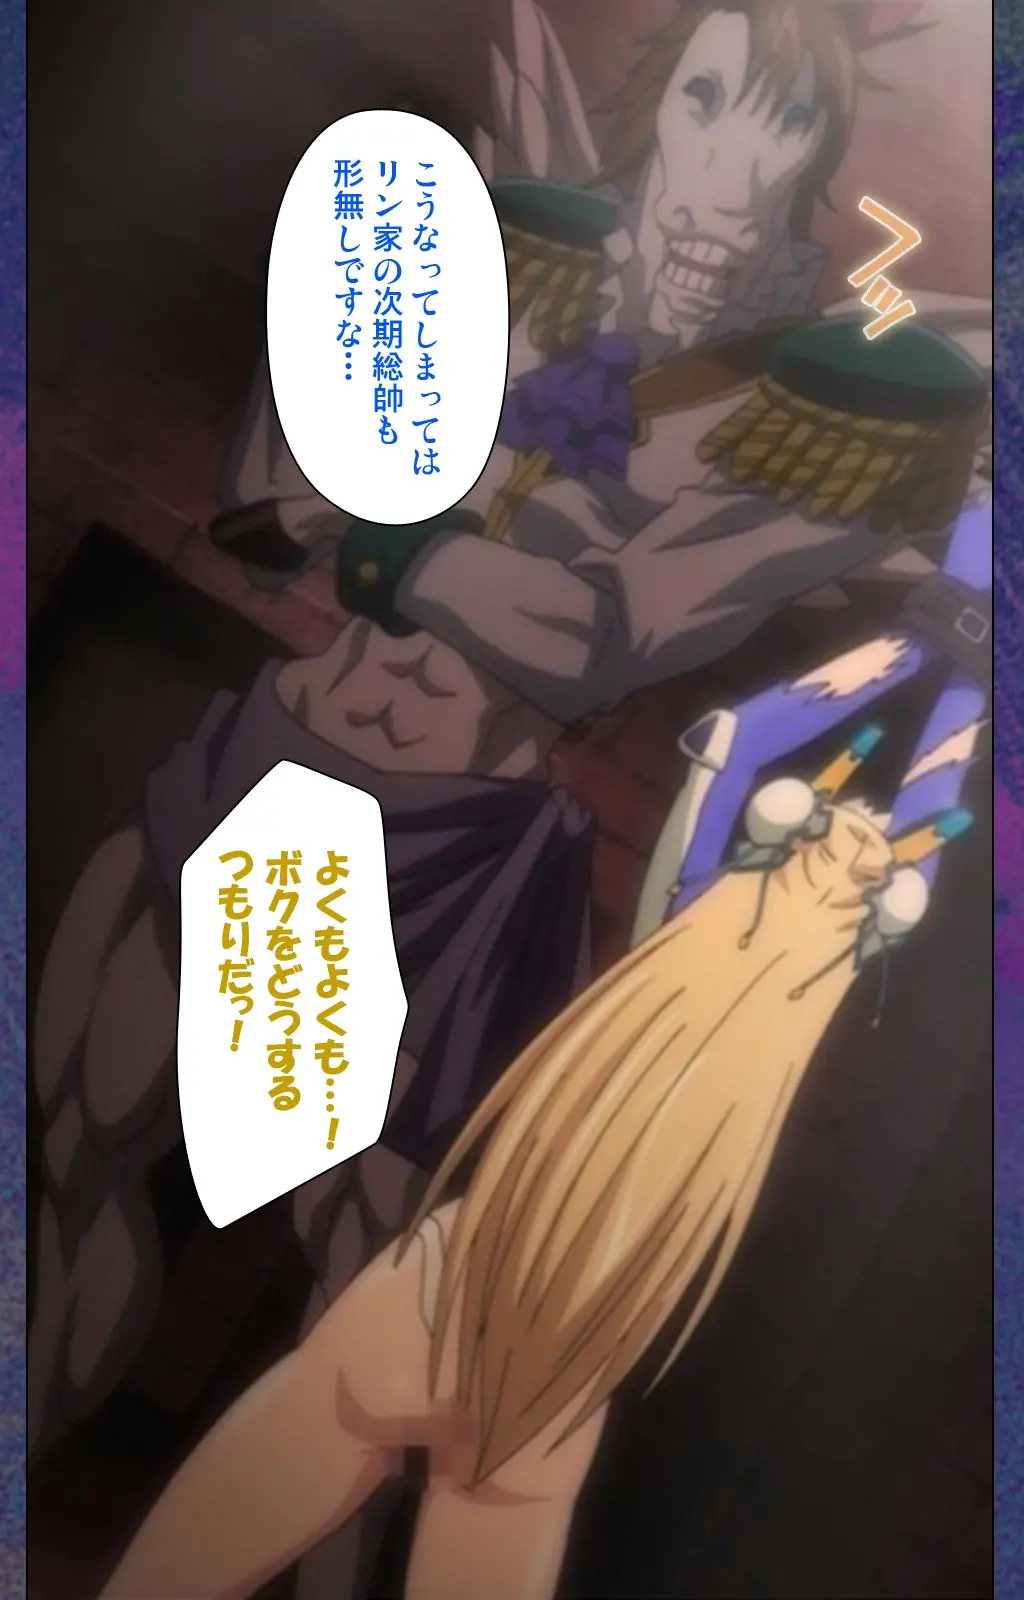 こうなってしまっては
リン家の次期総帥も
形無しですな…
フッ
よくもよくも…！
ボクをどうする
つもりだっ！